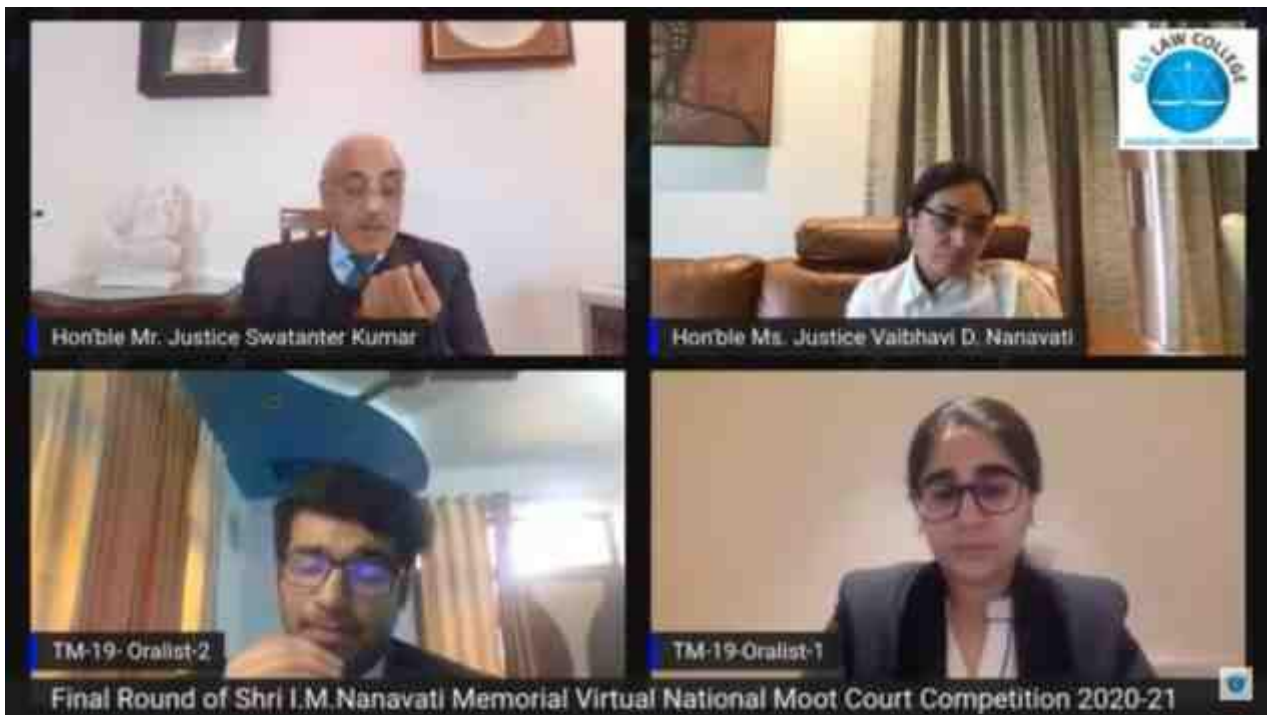 GLS LAW COLLEGE
Hon'ble Mr. Justice Swatanter Kumar
Hon'ble Ms. Justice Vaibhavi D. Nanavati
TM-19- Oralist-2
TM-19-Oralist-1
Final Round of Shri I.M.Nanavati Memorial Virtual National Moot Court Competition 2020-21